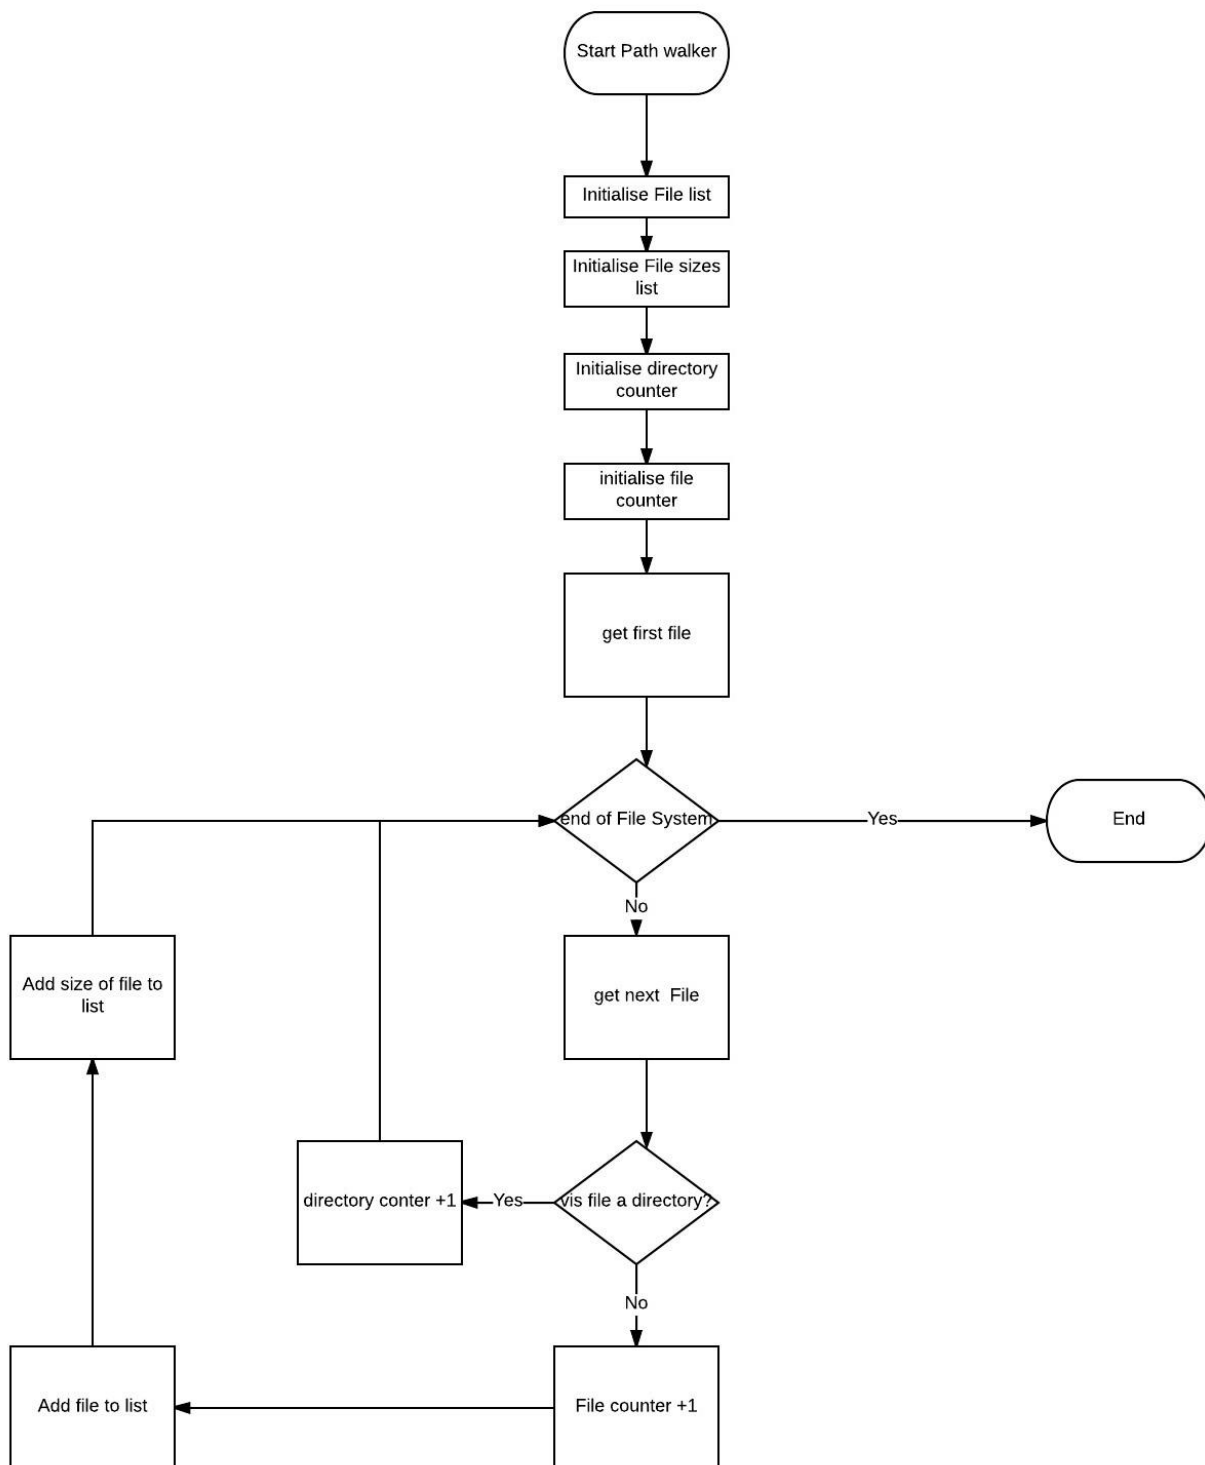 Start Path walker
Initialise File list
Initialise File sizes
list
Initialise directory
counter
initialise file
counter
get first file
end of File System
Yes
End
No
Add size of file to
list
get next  File
directory conter +1
Yes
vis file a directory?
No
Add file to list
File counter +1